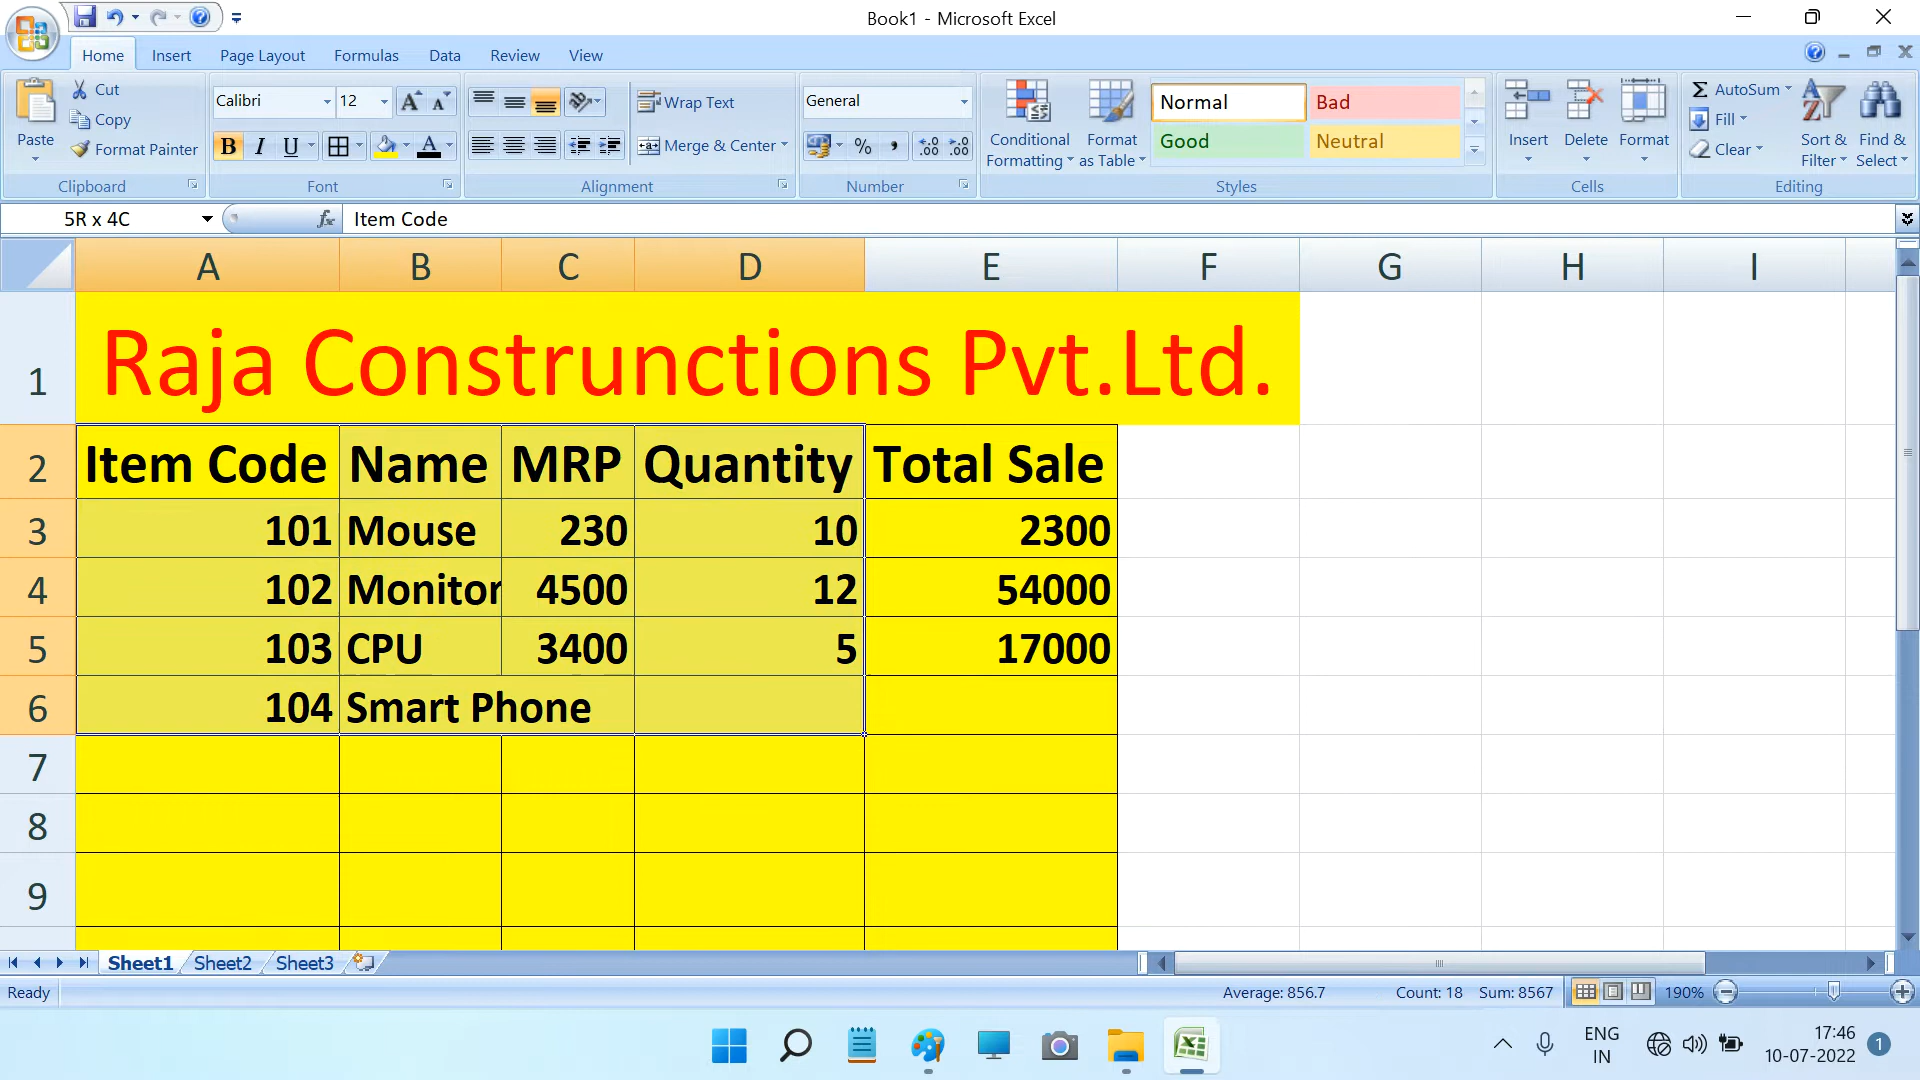 Book1 - Microsoft Excel
Home Insert Page Layout Formulas Data Review View
Paste
Cut
Copy
Format Painter
Clipboard
Calibri 12
B I U
Font
Wrap Text
Merge & Center
Alignment
General
%
Number
Conditional Formatting
Format as Table
Normal Bad
Good Neutral
Styles
Insert Delete Format
Cells
AutoSum
Fill
Clear
Sort & Filter
Find & Select
Editing
5R x 4C fx Item Code
A B C D E F G H I
1 Raja Construnctions Pvt.Ltd.
2 Item Code Name MRP Quantity Total Sale
3 101 Mouse 230 10 2300
4 102 Monitor 4500 12 54000
5 103 CPU 3400 5 17000
6 104 Smart Phone
7
8
9
Sheet1 Sheet2 Sheet3
Ready Average: 856.7 Count: 18 Sum: 8567 190%
ENG 17:46
IN 10-07-2022 1